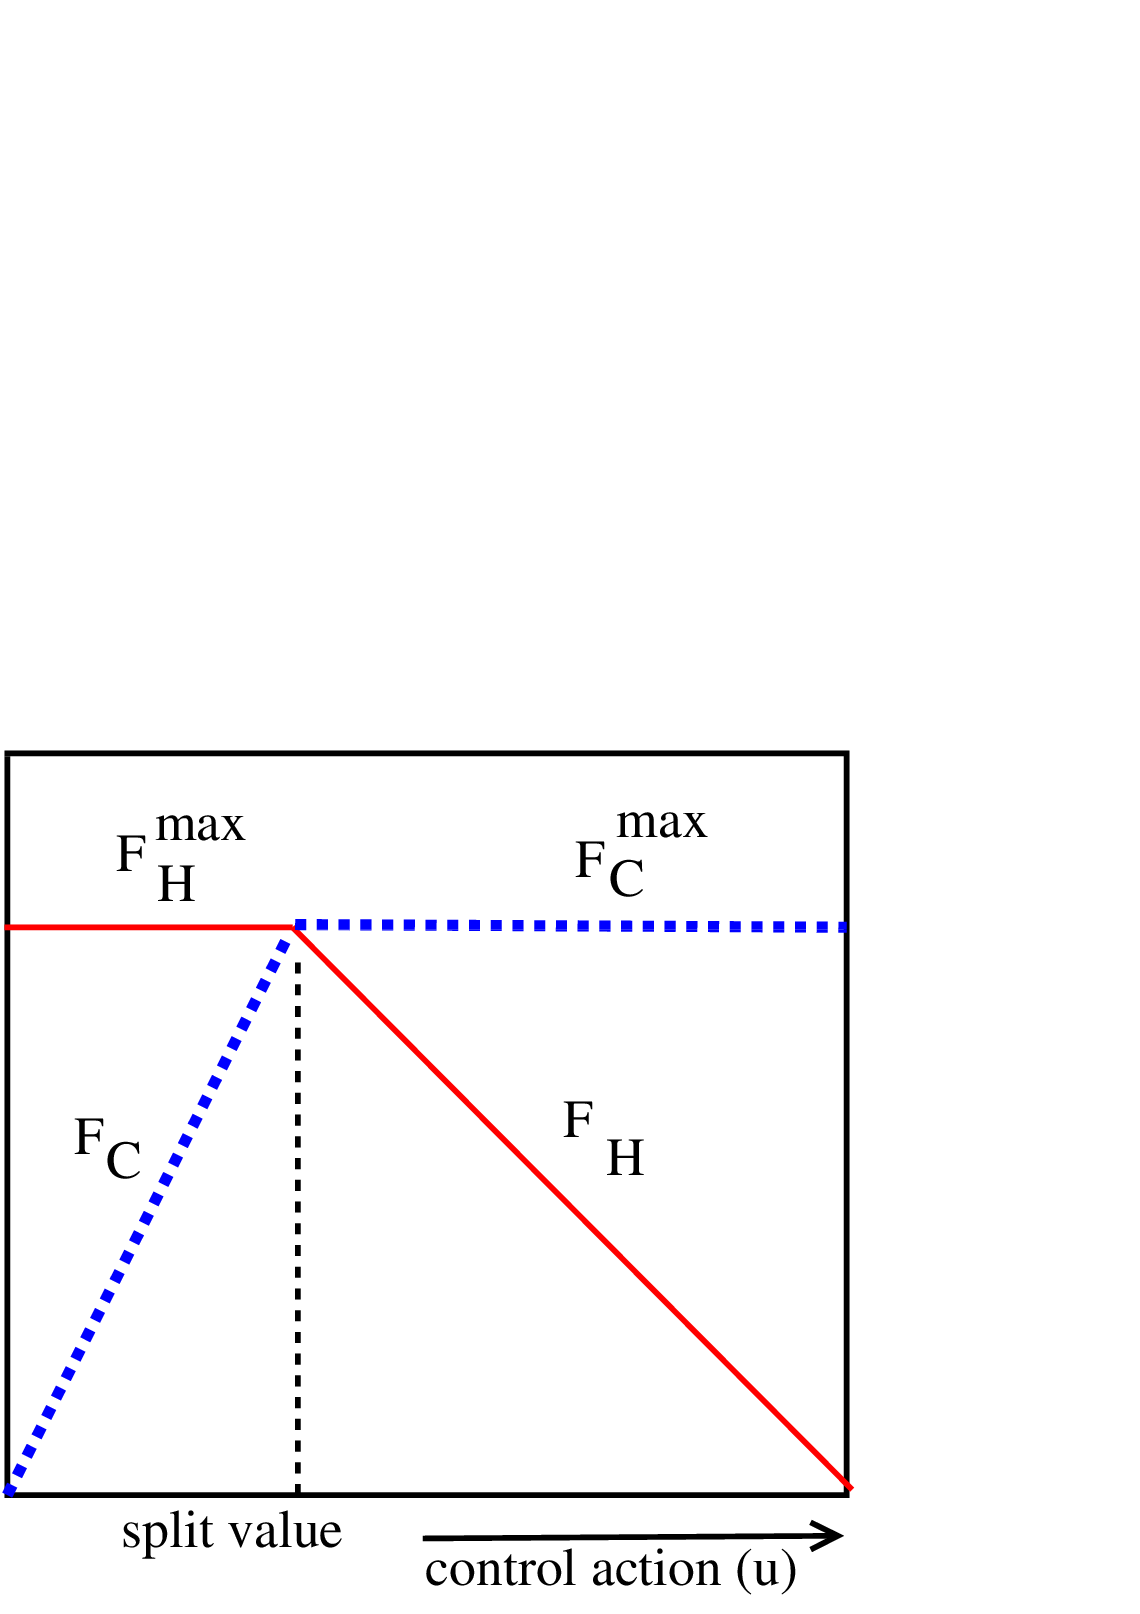 F_H^max
F_C^max
F_C
F_H
split value
control action (u)